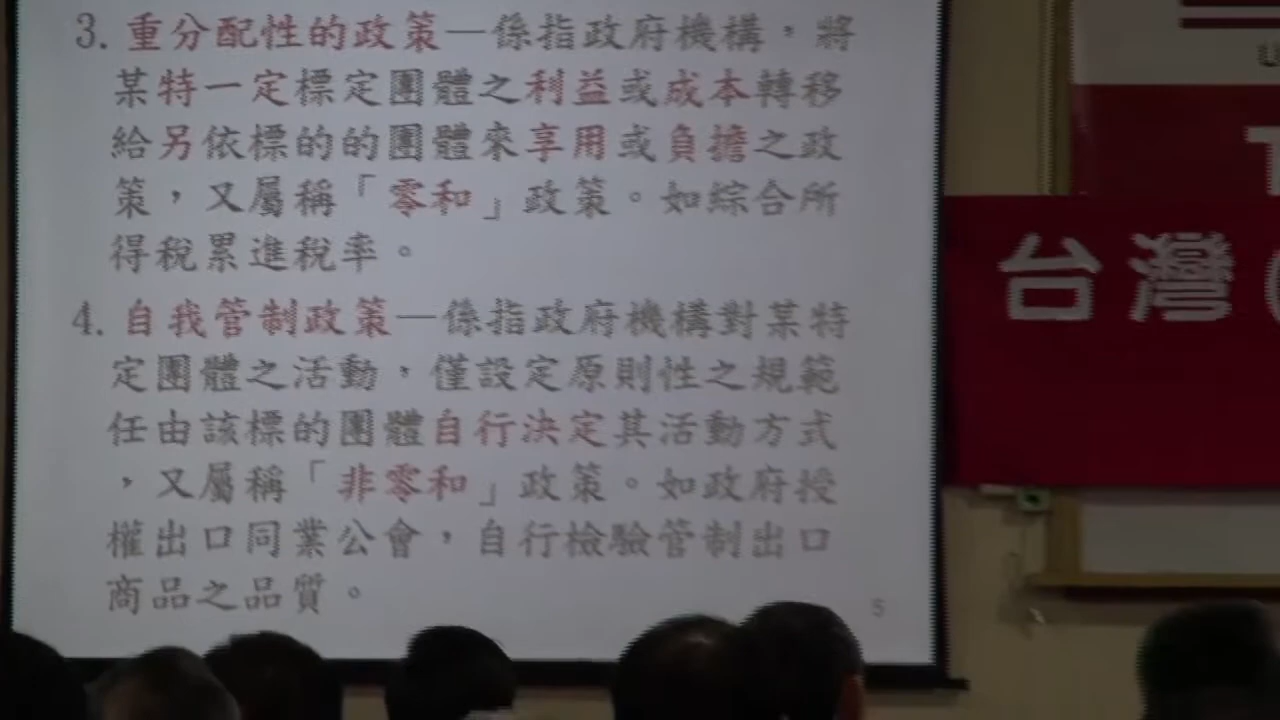 3. 重分配性的政策—係指政府機構，將
某特一定標定團體之利益或成本轉移
給另依標的的團體來享用或負擔之政
策，又屬稱「零和」政策。如綜合所
得稅累進稅率。
4. 自我管制政策—係指政府機構對某特
定團體之活動，僅設定原則性之規範
任由該標的團體自行決定其活動方式
，又屬稱「非零和」政策。如政府授
權出口同業公會，自行檢驗管制出口
商品之品質。
5
台灣(